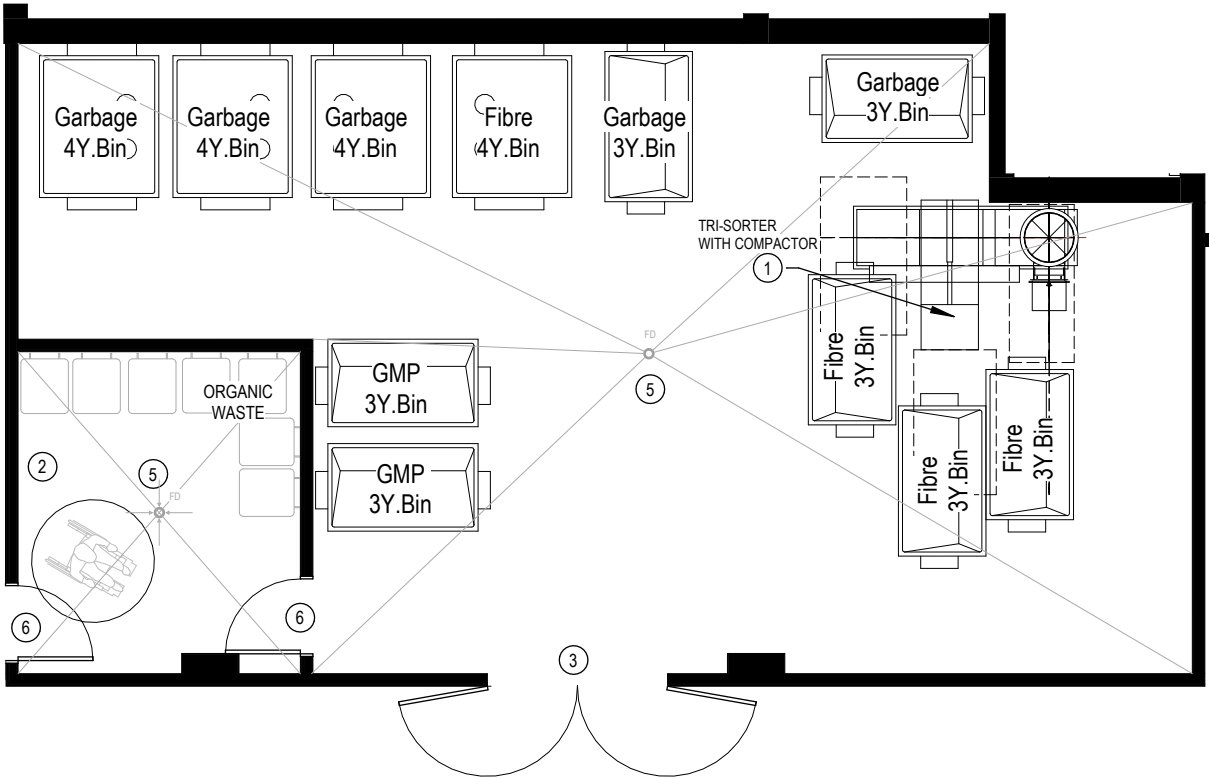 Garbage
4Y.Bin
Garbage
4Y.Bin
Garbage
4Y.Bin
Fibre
4Y.Bin
Garbage
3Y.Bin
Garbage
3Y.Bin
TRI-SORTER
WITH COMPACTOR
1
FD
5
Fibre
3Y.Bin
Fibre
3Y.Bin
Fibre
3Y.Bin
GMP
3Y.Bin
GMP
3Y.Bin
ORGANIC
WASTE
2
5
FD
6
6
3